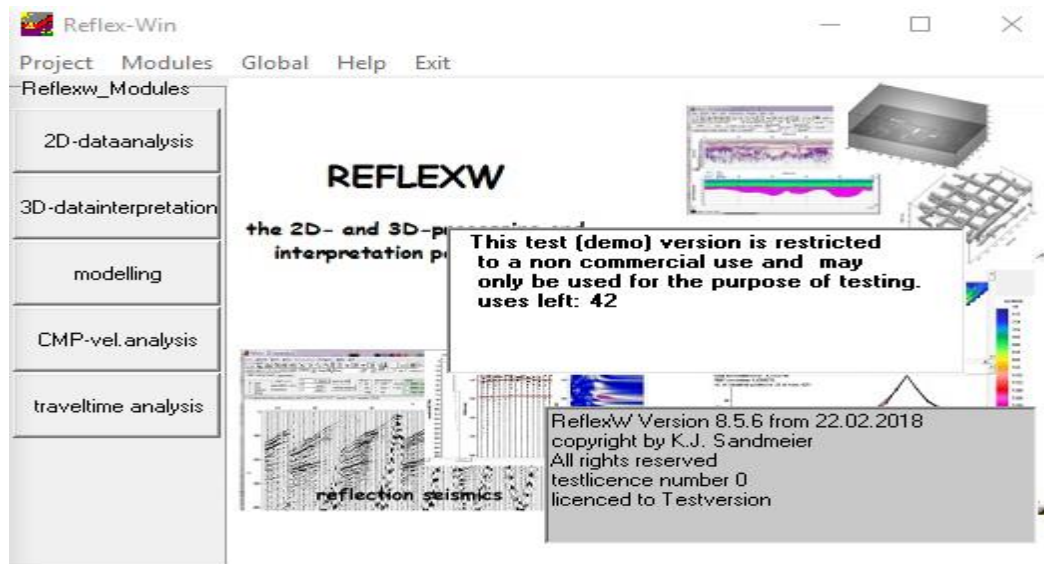 Reflex-Win
Project Modules Global Help Exit
Reflexw_Modules
2D-dataanalysis
3D-datainterpretation
modelling
CMP-vel.analysis
traveltime analysis
REFLEXW
the 2D- and 3D-processing and
interpretation
This test (demo) version is restricted
to a non commercial use and may
only be used for the purpose of testing.
uses left: 42
reflection seismics
ReflexW Version 8.5.6 from 22.02.2018
copyright by K.J. Sandmeier
All rights reserved
testlicence number 0
licenced to Testversion